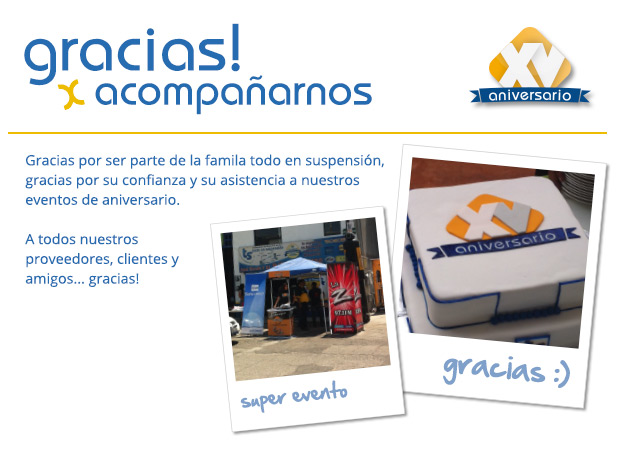 gracias!
x acompañarnos
XV
aniversario
Gracias por ser parte de la famila todo en suspensión,
gracias por su confianza y su asistencia a nuestros
eventos de aniversario.
A todos nuestros
proveedores, clientes y
amigos... gracias!
XV
aniversario
super evento
gracias :)